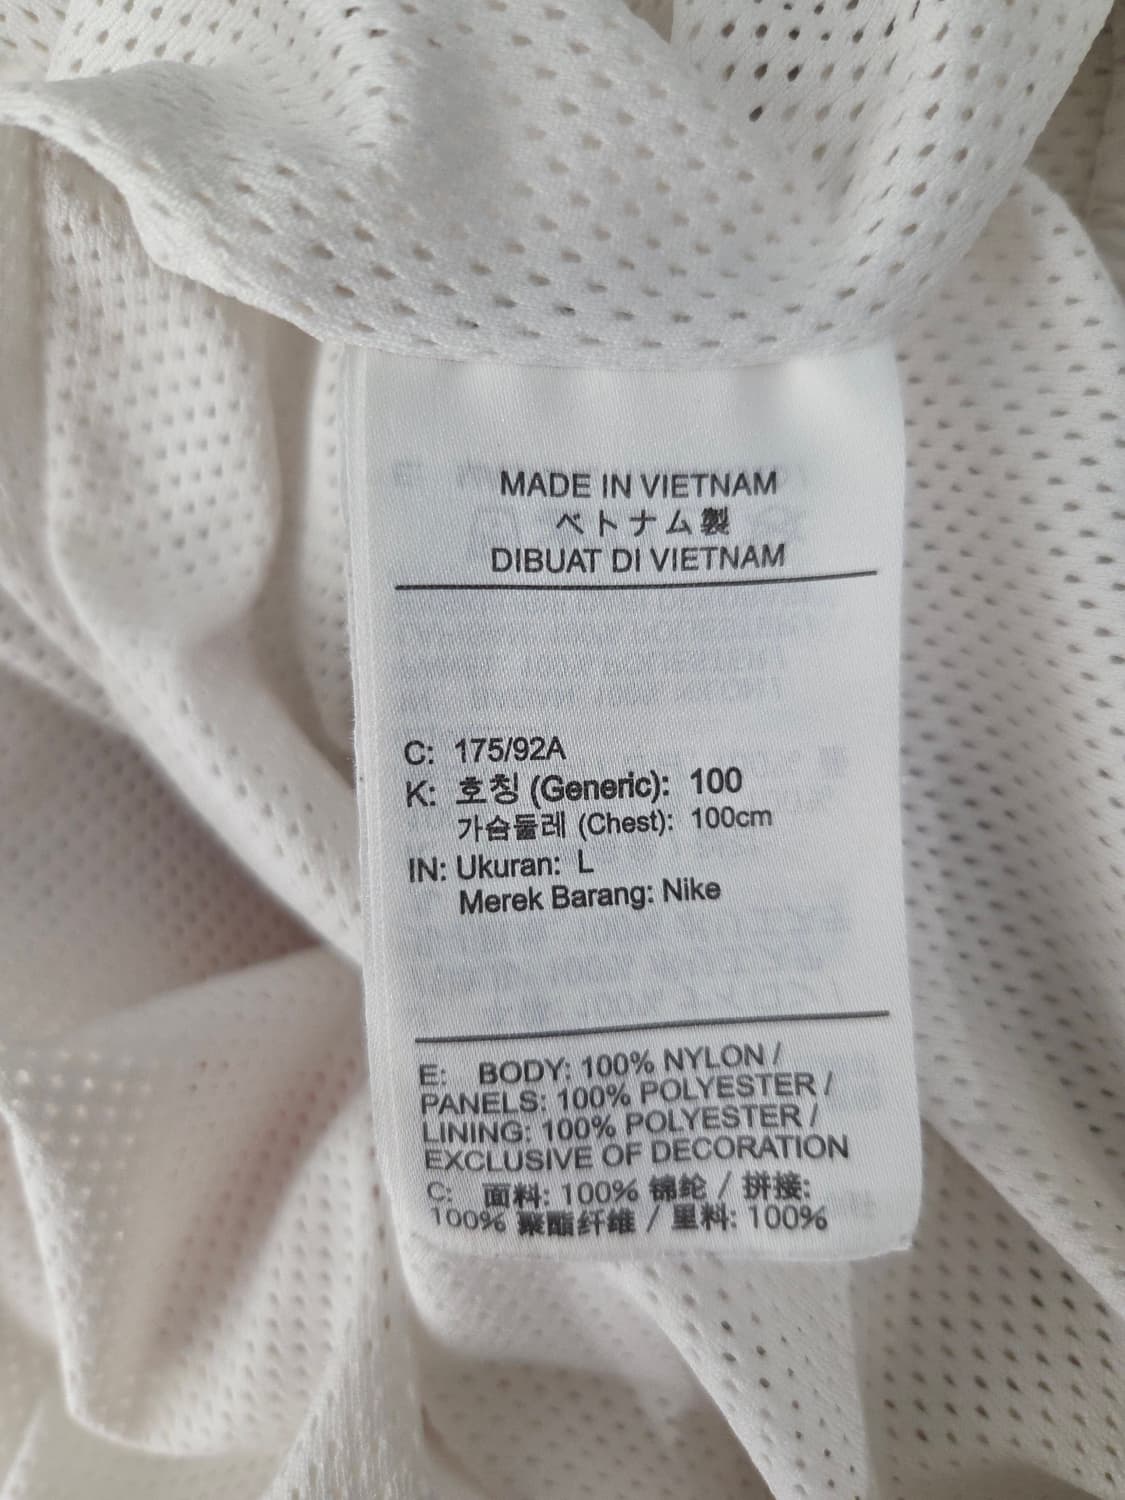 MADE IN VIETNAM
ベトナム製
DIBUAT DI VIETNAM
C: 175/92A
K: 호칭 (Generic): 100
가슴둘레 (Chest): 100cm
IN: Ukuran: L
Merek Barang: Nike
E: BODY: 100% NYLON /
PANELS: 100% POLYESTER /
LINING: 100% POLYESTER /
EXCLUSIVE OF DECORATION
C: 面料: 100% 锦纶 / 拼接:
100% 聚酯纤维 / 里料: 100%